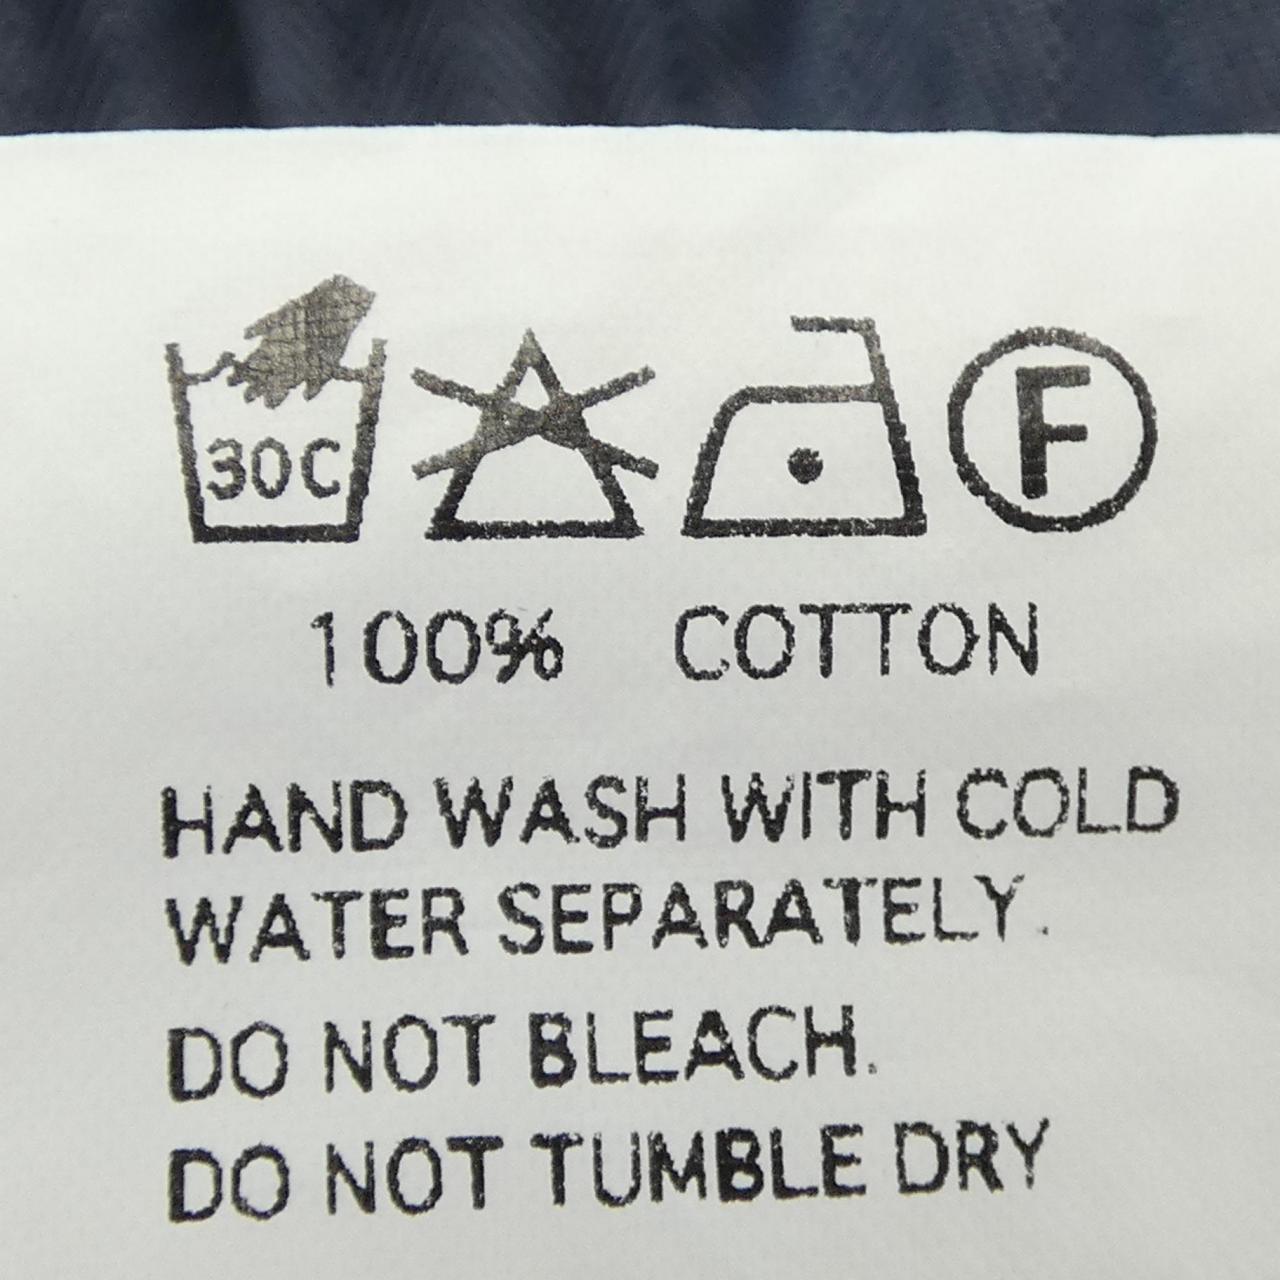 30C F
100% COTTON
HAND WASH WITH COLD
WATER SEPARATELY.
DO NOT BLEACH.
DO NOT TUMBLE DRY